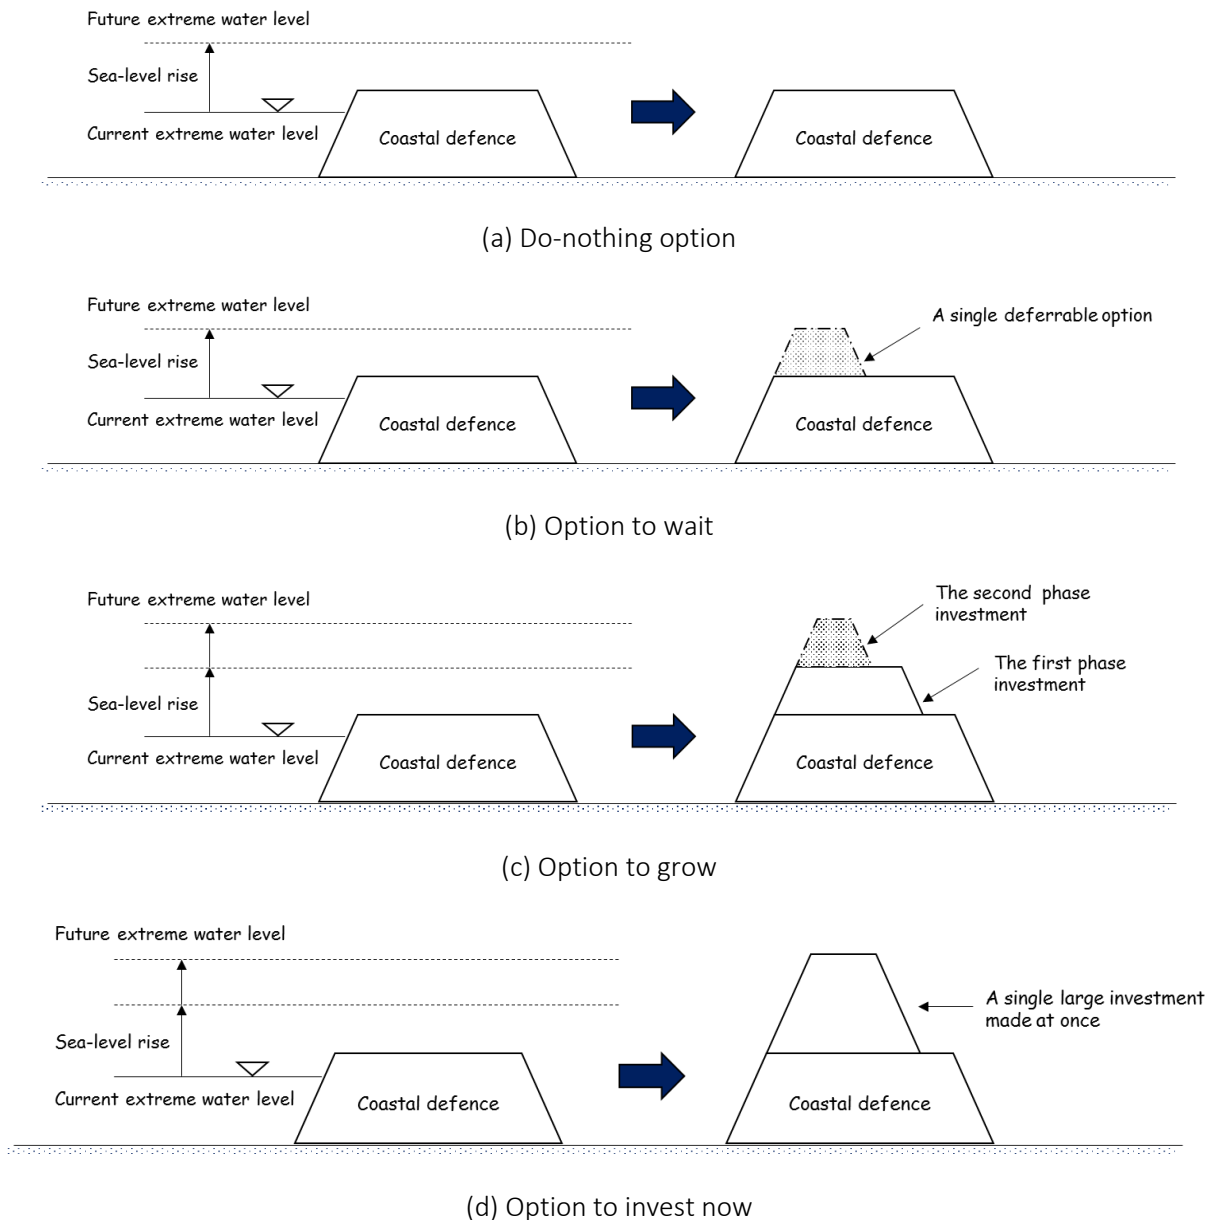 Future extreme water level
Sea-level rise
Current extreme water level
Coastal defence
Coastal defence
(a) Do-nothing option
Future extreme water level
A single deferrable option
Sea-level rise
Current extreme water level
Coastal defence
Coastal defence
(b) Option to wait
Future extreme water level
The second phase
investment
The first phase
investment
Sea-level rise
Current extreme water level
Coastal defence
Coastal defence
(c) Option to grow
Future extreme water level
A single large investment
made at once
Sea-level rise
Current extreme water level
Coastal defence
Coastal defence
(d) Option to invest now